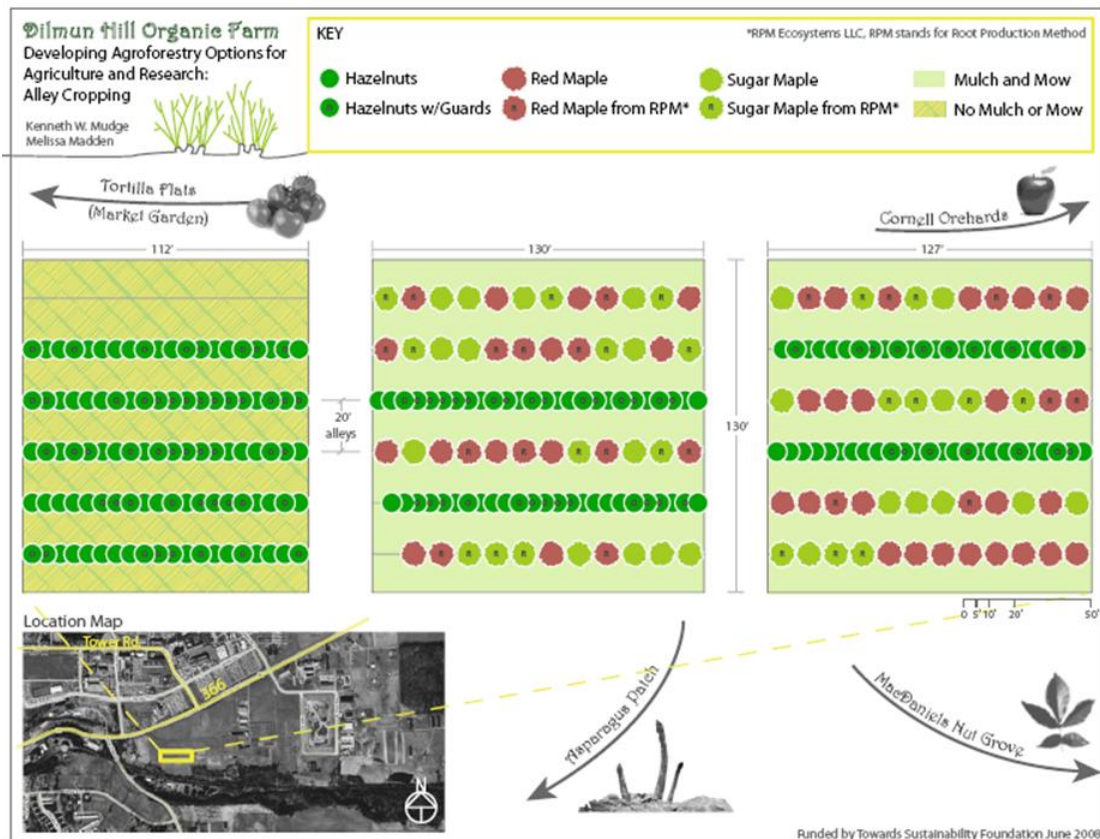 Dilmun Hill Organic Farm
Developing Agroforestry Options for
Agriculture and Research:
Alley Cropping
Kenneth W. Mudge
Melissa Madden
KEY
*RPM Ecosystems LLC, RPM stands for Root Production Method
Hazelnuts
Red Maple
Sugar Maple
Mulch and Mow
Hazelnuts w/Guards
R Red Maple from RPM*
R Sugar Maple from RPM*
No Mulch or Mow
Tortilla Flats
(Market Garden)
Cornell Orchards
112'
130'
127'
20'
alleys
130'
0 5' 10' 20' 50'
Location Map
Tower Rd.
366
N
Asparagus Patch
MacDaniels Nut Grove
Funded by Towards Sustainability Foundation June 2008